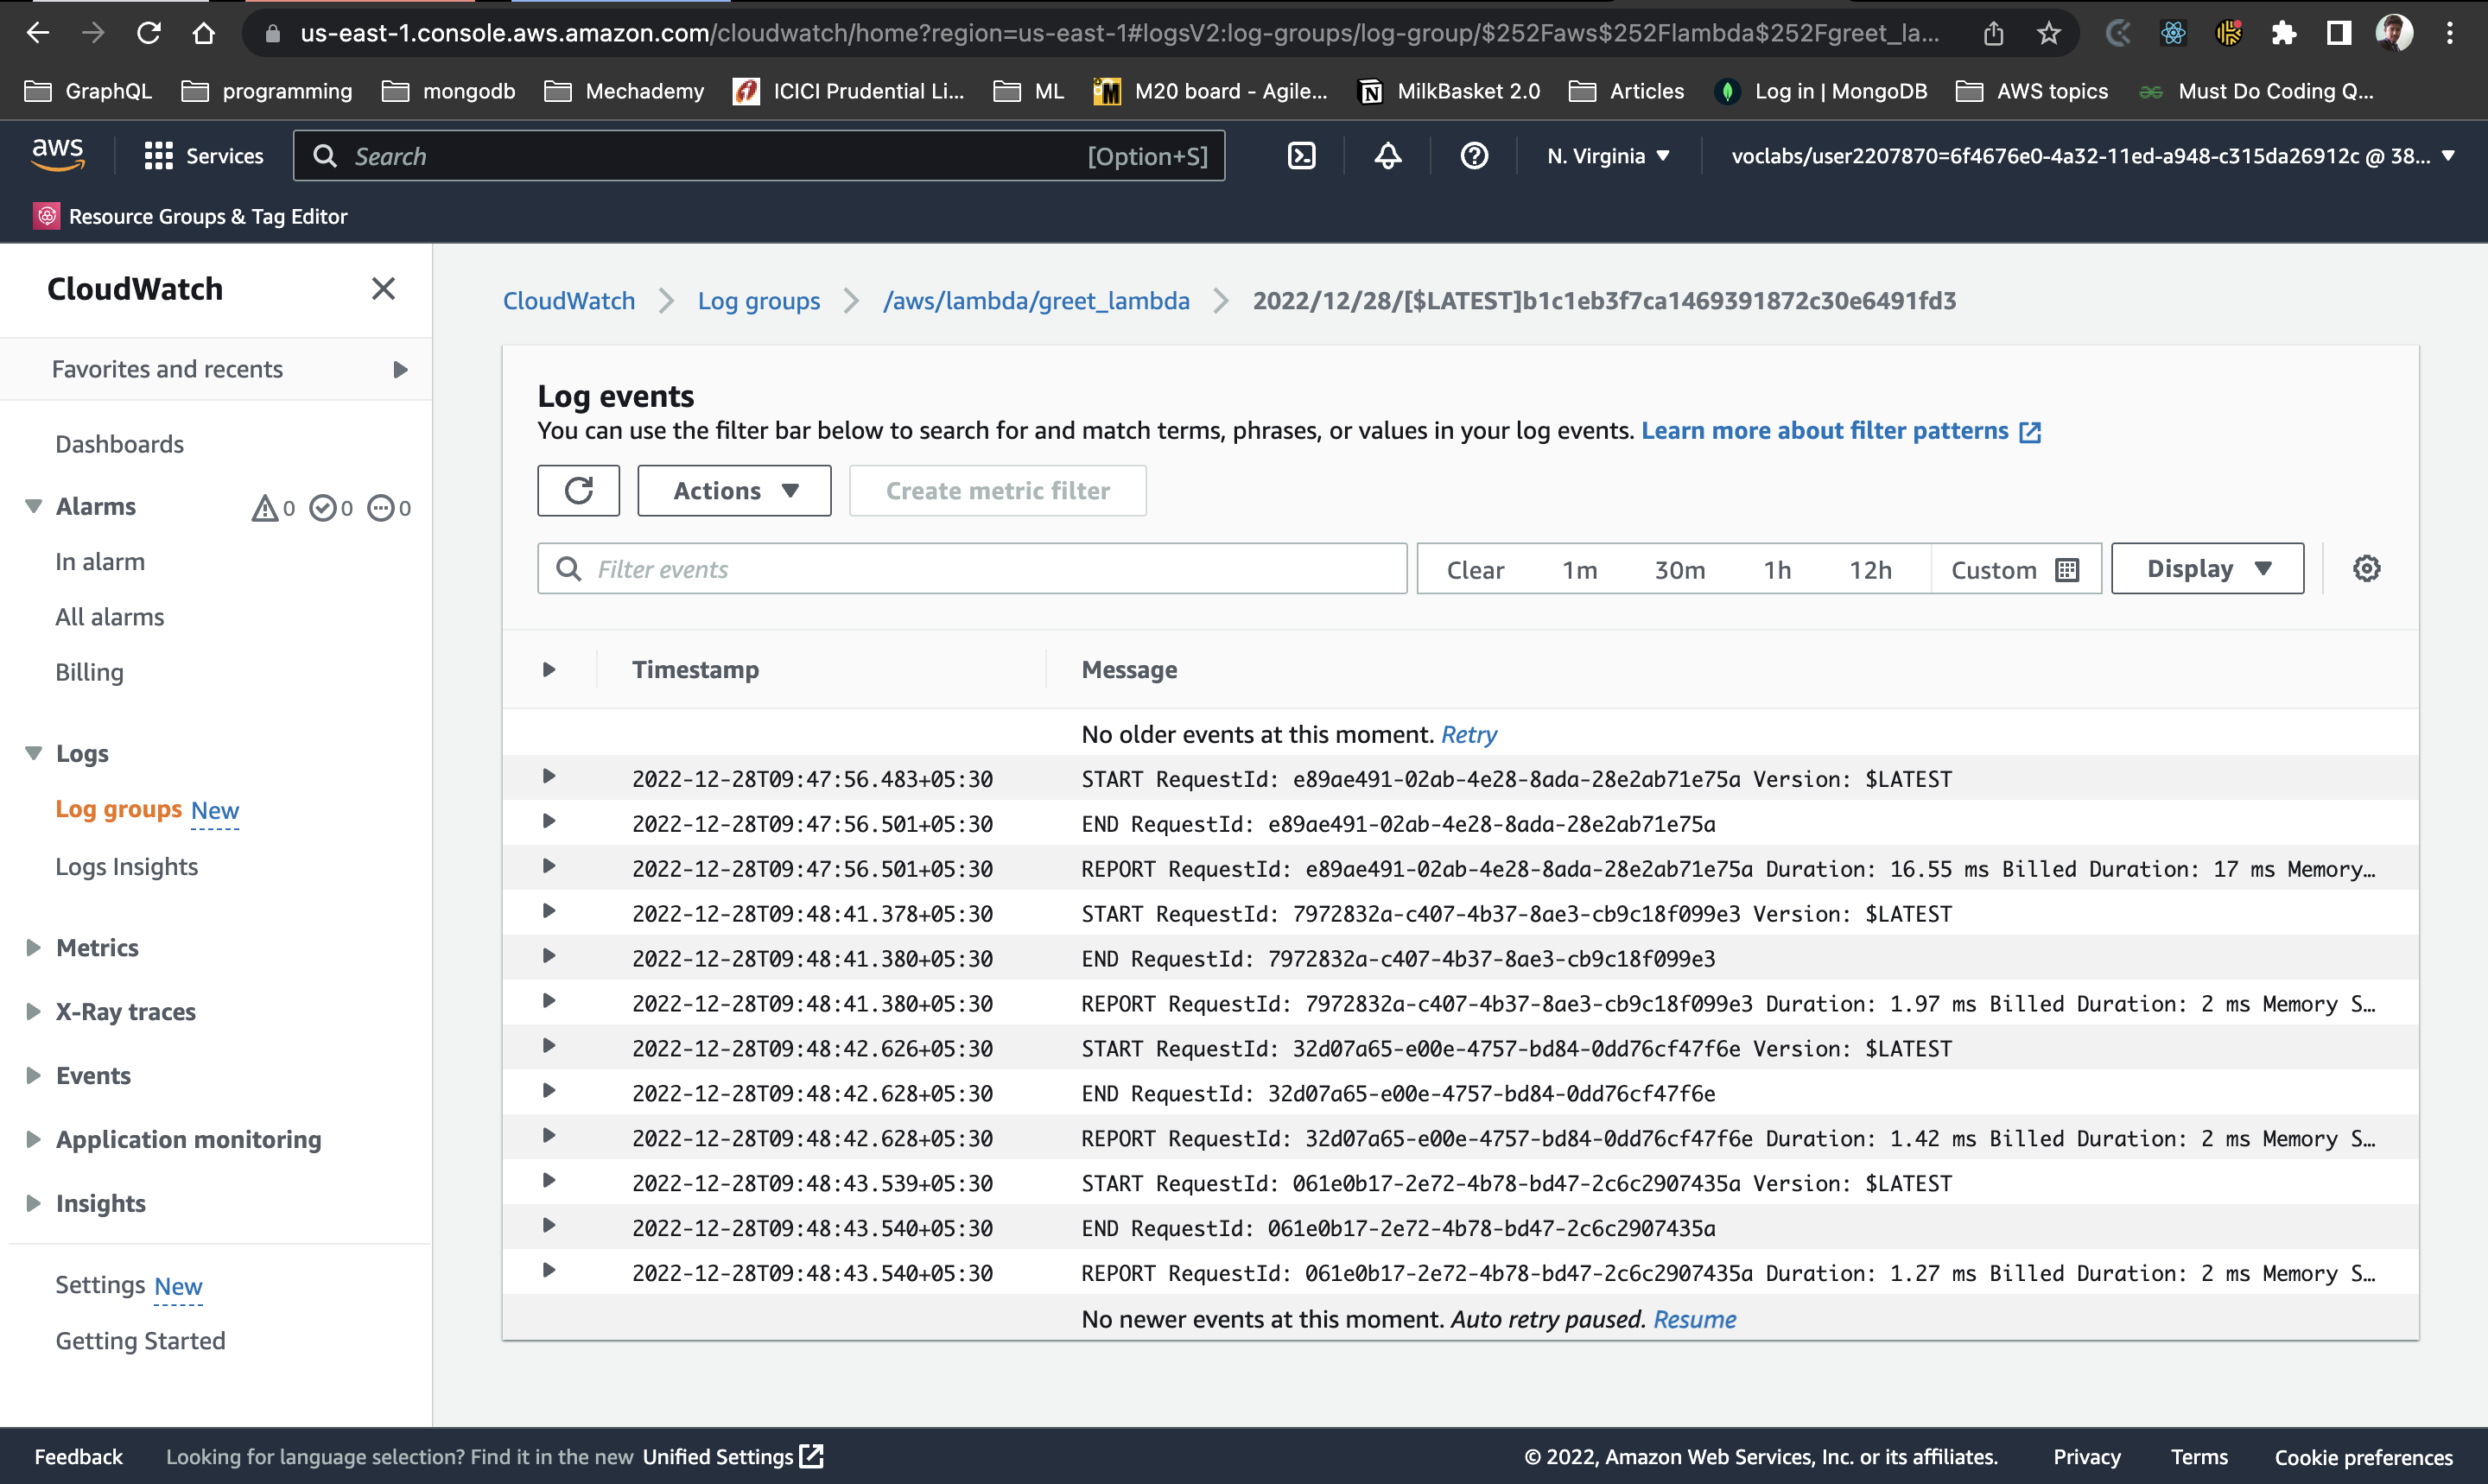 us-east-1.console.aws.amazon.com/cloudwatch/home?region=us-east-1#logsV2:log-groups/log-group/$252Faws$252Flambda$252Fgreet_la...
GraphQL programming mongodb Mechademy ICICI Prudential Li... ML M20 board - Agile... MilkBasket 2.0 Articles Log in | MongoDB AWS topics Must Do Coding Q...
aws Services Search [Option+S] N. Virginia voclabs/user2207870=6f4676e0-4a32-11ed-a948-c315da26912c @ 38...
Resource Groups & Tag Editor
CloudWatch
Favorites and recents
Dashboards
Alarms 0 0 0
In alarm
All alarms
Billing
Logs
Log groups New
Logs Insights
Metrics
X-Ray traces
Events
Application monitoring
Insights
Settings New
Getting Started
CloudWatch Log groups /aws/lambda/greet_lambda 2022/12/28/[$LATEST]b1c1eb3f7ca1469391872c30e6491fd3
Log events
You can use the filter bar below to search for and match terms, phrases, or values in your log events. Learn more about filter patterns
Actions Create metric filter
Filter events Clear 1m 30m 1h 12h Custom Display
Timestamp Message
No older events at this moment. Retry
2022-12-28T09:47:56.483+05:30 START RequestId: e89ae491-02ab-4e28-8ada-28e2ab71e75a Version: $LATEST
2022-12-28T09:47:56.501+05:30 END RequestId: e89ae491-02ab-4e28-8ada-28e2ab71e75a
2022-12-28T09:47:56.501+05:30 REPORT RequestId: e89ae491-02ab-4e28-8ada-28e2ab71e75a Duration: 16.55 ms Billed Duration: 17 ms Memory...
2022-12-28T09:48:41.378+05:30 START RequestId: 7972832a-c407-4b37-8ae3-cb9c18f099e3 Version: $LATEST
2022-12-28T09:48:41.380+05:30 END RequestId: 7972832a-c407-4b37-8ae3-cb9c18f099e3
2022-12-28T09:48:41.380+05:30 REPORT RequestId: 7972832a-c407-4b37-8ae3-cb9c18f099e3 Duration: 1.97 ms Billed Duration: 2 ms Memory S...
2022-12-28T09:48:42.626+05:30 START RequestId: 32d07a65-e00e-4757-bd84-0dd76cf47f6e Version: $LATEST
2022-12-28T09:48:42.628+05:30 END RequestId: 32d07a65-e00e-4757-bd84-0dd76cf47f6e
2022-12-28T09:48:42.628+05:30 REPORT RequestId: 32d07a65-e00e-4757-bd84-0dd76cf47f6e Duration: 1.42 ms Billed Duration: 2 ms Memory S...
2022-12-28T09:48:43.539+05:30 START RequestId: 061e0b17-2e72-4b78-bd47-2c6c2907435a Version: $LATEST
2022-12-28T09:48:43.540+05:30 END RequestId: 061e0b17-2e72-4b78-bd47-2c6c2907435a
2022-12-28T09:48:43.540+05:30 REPORT RequestId: 061e0b17-2e72-4b78-bd47-2c6c2907435a Duration: 1.27 ms Billed Duration: 2 ms Memory S...
No newer events at this moment. Auto retry paused. Resume
Feedback Looking for language selection? Find it in the new Unified Settings © 2022, Amazon Web Services, Inc. or its affiliates. Privacy Terms Cookie preferences